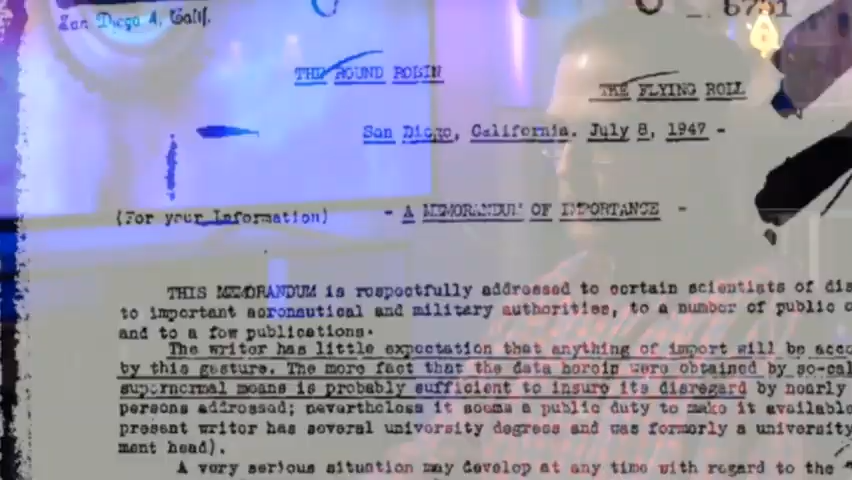 San Diego 4, Calif.
6751
THE ROUND ROBIN
THE FLYING ROLL
San Diego, California. July 8, 1947 -
(For your Information) - A MEMORANDUM OF IMPORTANCE -
THIS MEMORANDUM is respectfully addressed to certain scientists of dis
to important aeronautical and military authorities, to a number of public o
and to a few publications.
The writer has little expectation that anything of import will be acco
by this gesture. The mere fact that the data herein were obtained by so-cal
supernormal means is probably sufficient to insure its disregard by nearly
persons addressed; nevertheless it seems a public duty to make it available
present writer has several university degrees and was formerly a university
ment head).
A very serious situation may develop at any time with regard to the